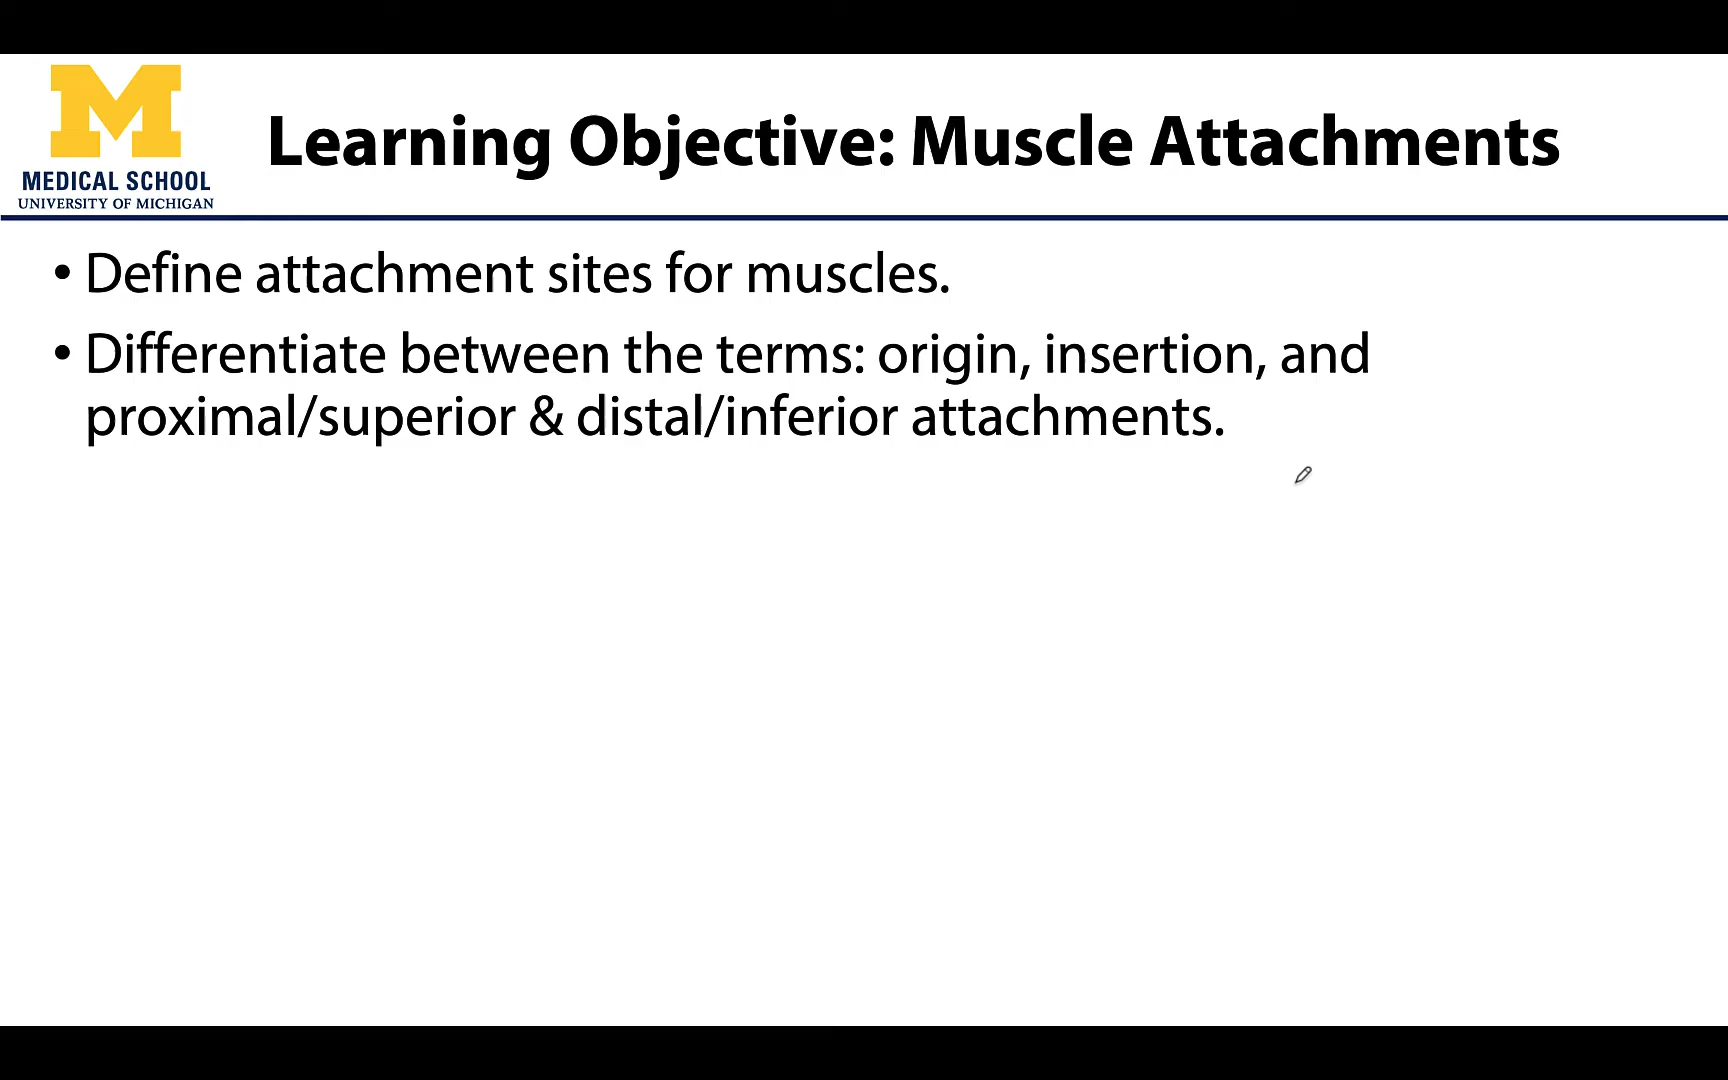 M
MEDICAL SCHOOL
UNIVERSITY OF MICHIGAN
Learning Objective: Muscle Attachments
• Define attachment sites for muscles.
• Differentiate between the terms: origin, insertion, and
proximal/superior & distal/inferior attachments.